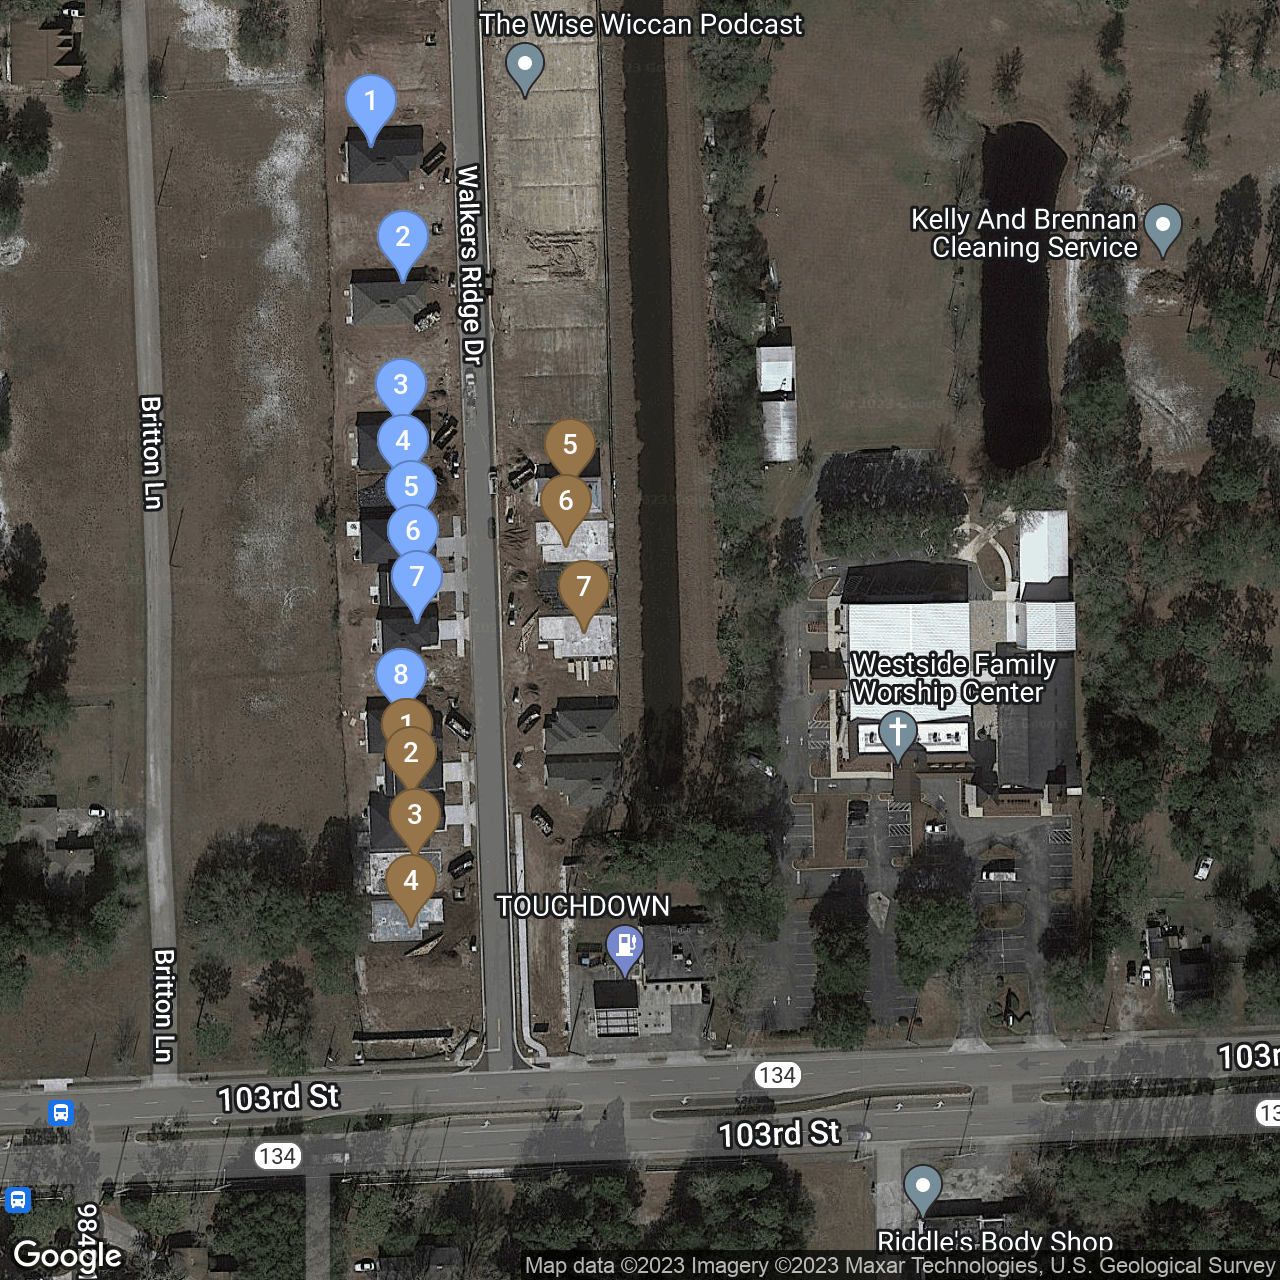 The Wise Wiccan Podcast
1
2
Walkers Ridge Dr
Kelly And Brennan
Cleaning Service
3
4
5
6
7
8
5
6
7
Britton Ln
1
2
3
4
Westside Family
Worship Center
TOUCHDOWN
Britton Ln
103rd St
134
103r
13
103rd St
134
984
Riddle's Body Shop
Google
Map data ©2023 Imagery ©2023 Maxar Technologies, U.S. Geological Survey